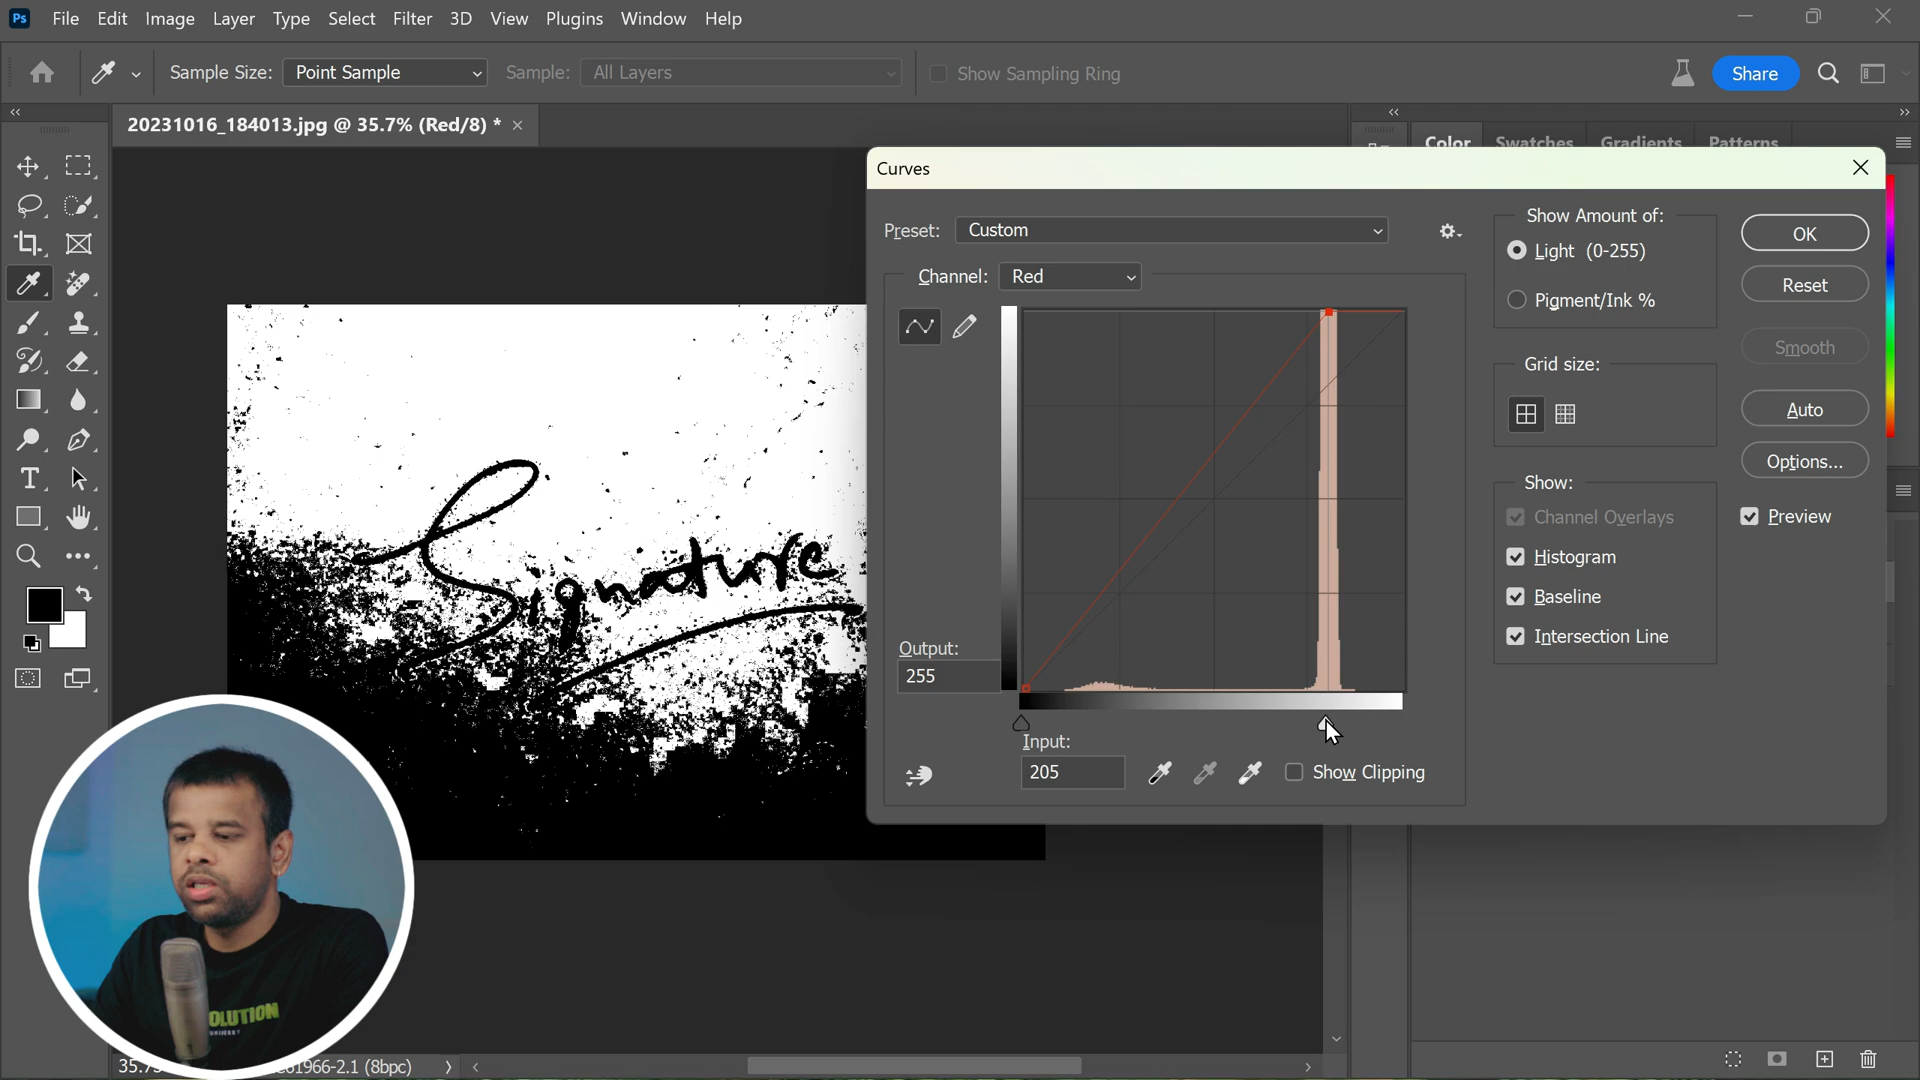 Ps File Edit Image Layer Type Select Filter 3D View Plugins Window Help
Sample Size: Point Sample Sample: All Layers Show Sampling Ring Share
20231016_184013.jpg @ 35.7% (Red/8) * ×
Color Swatches Gradients Patterns
Curves
Preset: Custom
Channel: Red
Output:
255
Input:
205
Show Clipping
Show Amount of:
Light (0-255)
Pigment/Ink %
Grid size:
Show:
Channel Overlays
Histogram
Baseline
Intersection Line
OK
Reset
Smooth
Auto
Options...
Preview
Signature
OLUTION
(8bpc)